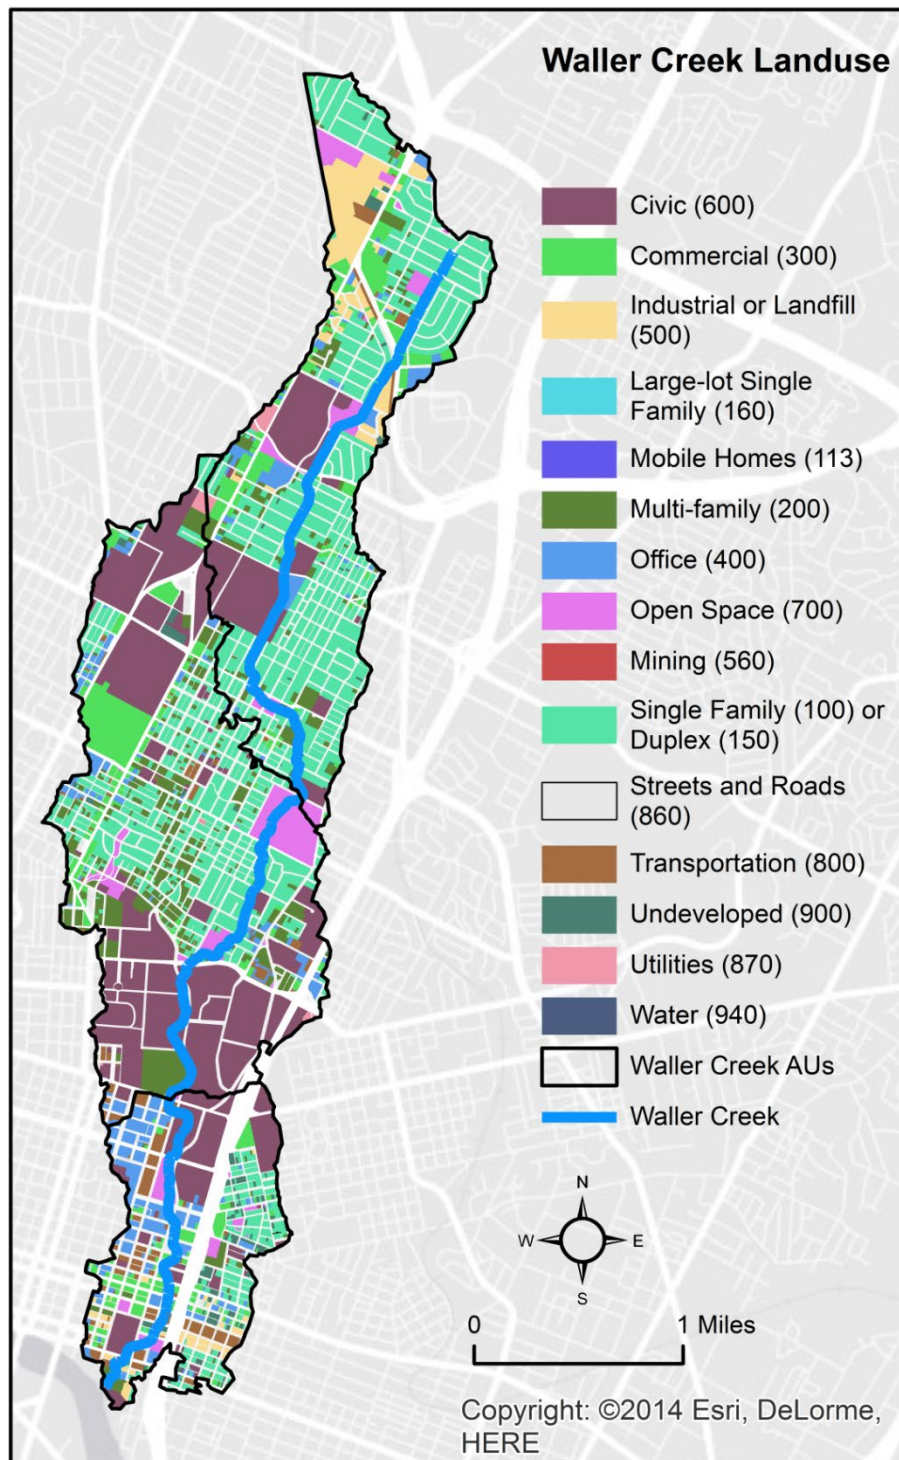 Waller Creek Landuse
Civic (600)
Commercial (300)
Industrial or Landfill
(500)
Large-lot Single
Family (160)
Mobile Homes (113)
Multi-family (200)
Office (400)
Open Space (700)
Mining (560)
Single Family (100) or
Duplex (150)
Streets and Roads
(860)
Transportation (800)
Undeveloped (900)
Utilities (870)
Water (940)
Waller Creek AUs
Waller Creek
N
W E
S
0 1 Miles
Copyright: ©2014 Esri, DeLorme,
HERE